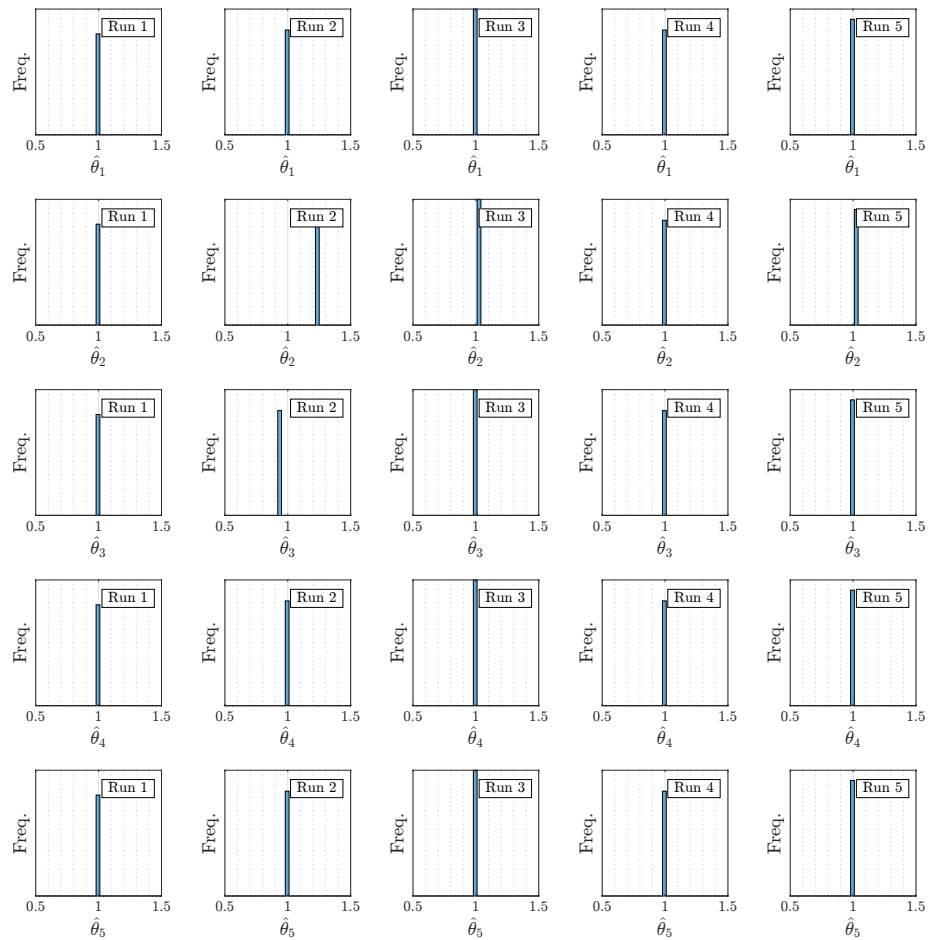 Freq. Run 1 Freq. Run 2 Freq. Run 3 Freq. Run 4 Freq. Run 5
0.5 1 1.5 0.5 1 1.5 0.5 1 1.5 0.5 1 1.5 0.5 1 1.5
θ̂₁ θ̂₁ θ̂₁ θ̂₁ θ̂₁
Freq. Run 1 Freq. Run 2 Freq. Run 3 Freq. Run 4 Freq. Run 5
0.5 1 1.5 0.5 1 1.5 0.5 1 1.5 0.5 1 1.5 0.5 1 1.5
θ̂₂ θ̂₂ θ̂₂ θ̂₂ θ̂₂
Freq. Run 1 Freq. Run 2 Freq. Run 3 Freq. Run 4 Freq. Run 5
0.5 1 1.5 0.5 1 1.5 0.5 1 1.5 0.5 1 1.5 0.5 1 1.5
θ̂₃ θ̂₃ θ̂₃ θ̂₃ θ̂₃
Freq. Run 1 Freq. Run 2 Freq. Run 3 Freq. Run 4 Freq. Run 5
0.5 1 1.5 0.5 1 1.5 0.5 1 1.5 0.5 1 1.5 0.5 1 1.5
θ̂₄ θ̂₄ θ̂₄ θ̂₄ θ̂₄
Freq. Run 1 Freq. Run 2 Freq. Run 3 Freq. Run 4 Freq. Run 5
0.5 1 1.5 0.5 1 1.5 0.5 1 1.5 0.5 1 1.5 0.5 1 1.5
θ̂₅ θ̂₅ θ̂₅ θ̂₅ θ̂₅